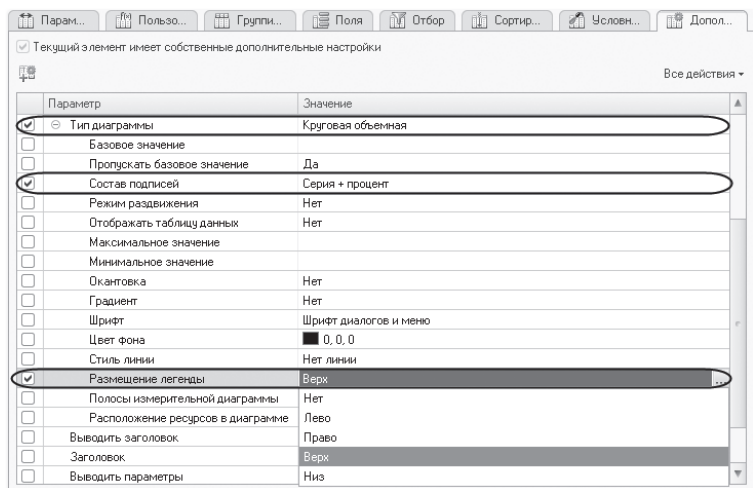 Парам... Пользо... Группи... Поля Отбор Сортир... Условн... Допол...
Текущий элемент имеет собственные дополнительные настройки
Все действия
Параметр Значение
Тип диаграммы Круговая объемная
Базовое значение
Пропускать базовое значение Да
Состав подписей Серия + процент
Режим раздвижения Нет
Отображать таблицу данных Нет
Максимальное значение
Минимальное значение
Окантовка Нет
Градиент Нет
Шрифт Шрифт диалогов и меню
Цвет фона 0, 0, 0
Стиль линии Нет линии
Размещение легенды Верх ...
Полосы измерительной диаграммы Нет
Расположение ресурсов в диаграмме Лево
Выводить заголовок Право
Заголовок Верх
Выводить параметры Низ